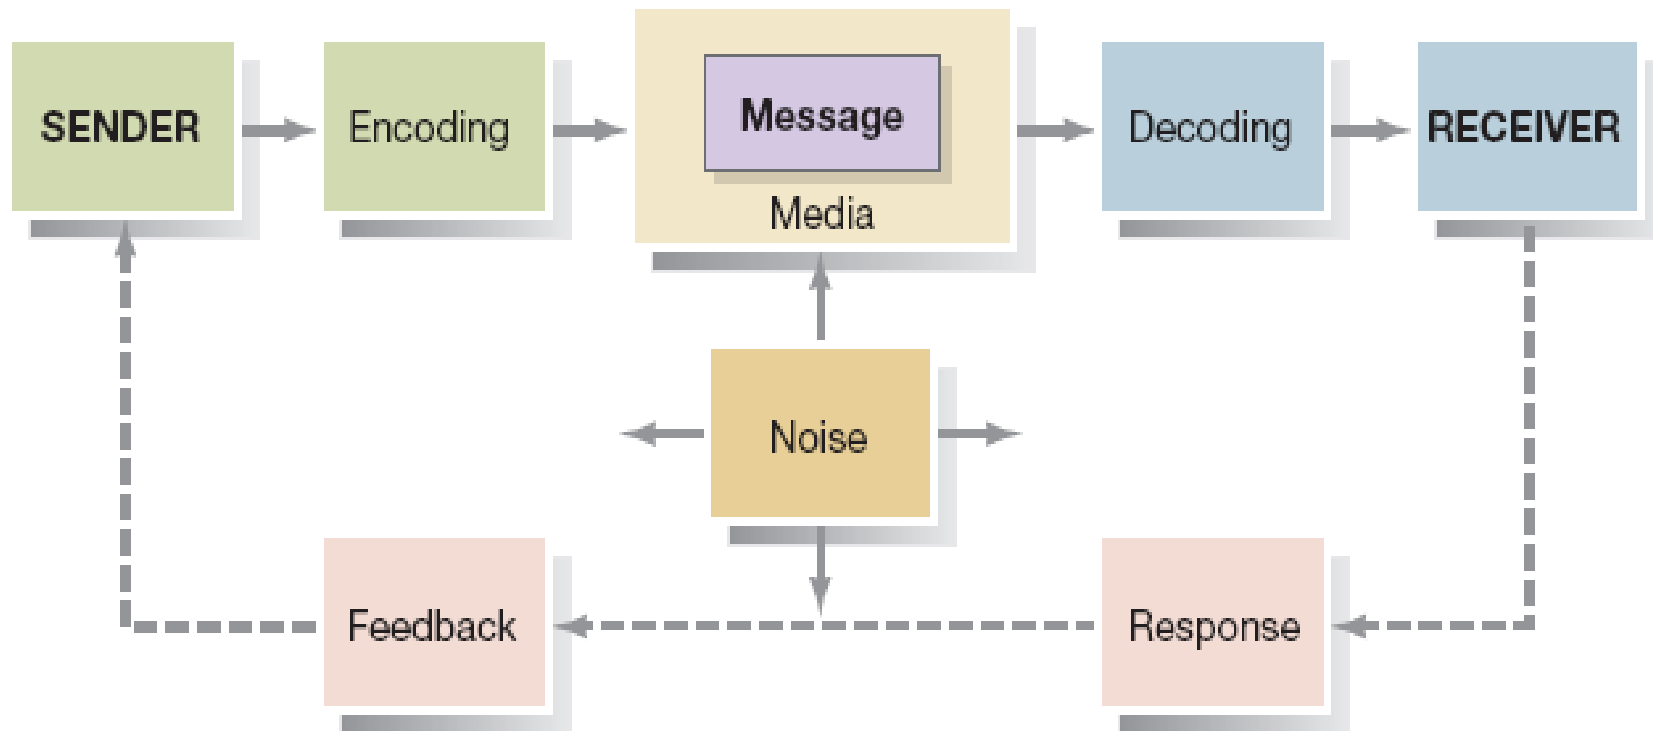 SENDER
Encoding
Message
Media
Decoding
RECEIVER
Noise
Feedback
Response